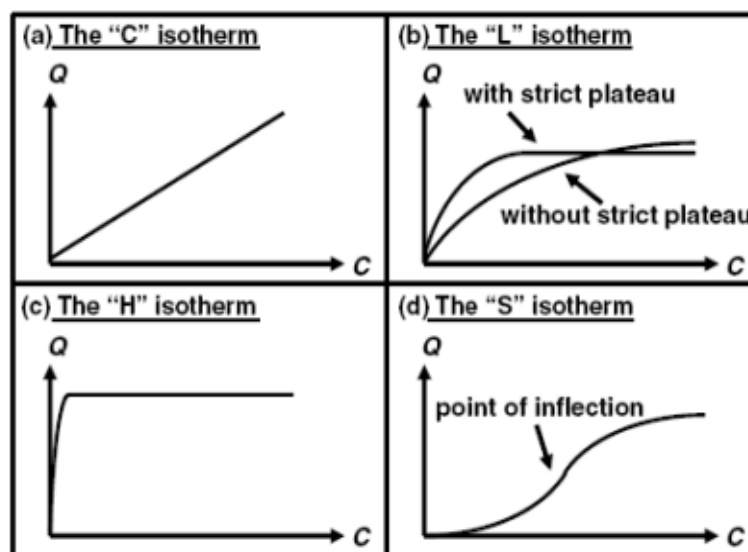 (a) The “C” isotherm
Q
C
(b) The “L” isotherm
Q
with strict plateau
without strict plateau
C
(c) The “H” isotherm
Q
C
(d) The “S” isotherm
Q
point of inflection
C